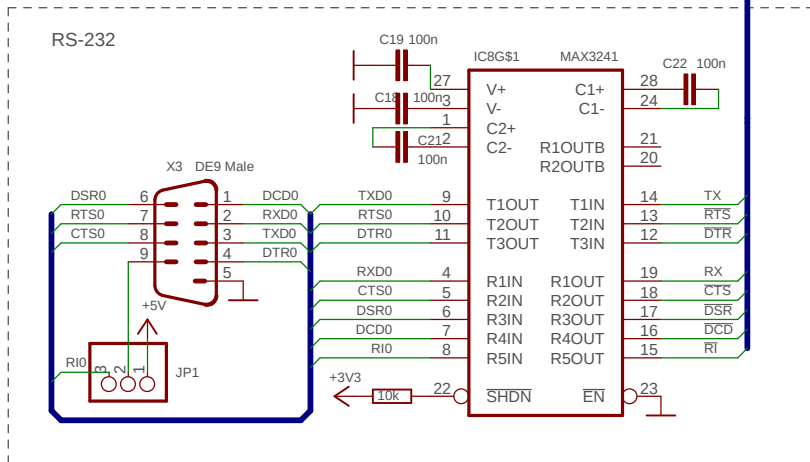 RS-232
C19 100n
IC8G$1 MAX3241
C22 100n
27 V+ C1+ 28
C18 100n 3 V- C1- 24
1 C2+
C21 100n 2 C2-
R1OUTB 21
R2OUTB 20
X3 DE9 Male
DSR0 6 1 DCD0 TXD0 9 T1OUT T1IN 14 TX
RTS0 7 2 RXD0 RTS0 10 T2OUT T2IN 13 RTS
CTS0 8 3 TXD0 DTR0 11 T3OUT T3IN 12 DTR
9 4 DTR0
5
RXD0 4 R1IN R1OUT 19 RX
CTS0 5 R2IN R2OUT 18 CTS
+5V DSR0 6 R3IN R3OUT 17 DSR
DCD0 7 R4IN R4OUT 16 DCD
RI0 8 R5IN R5OUT 15 RI
RI0 3 2 1 JP1
+3V3 10k 22 SHDN EN 23